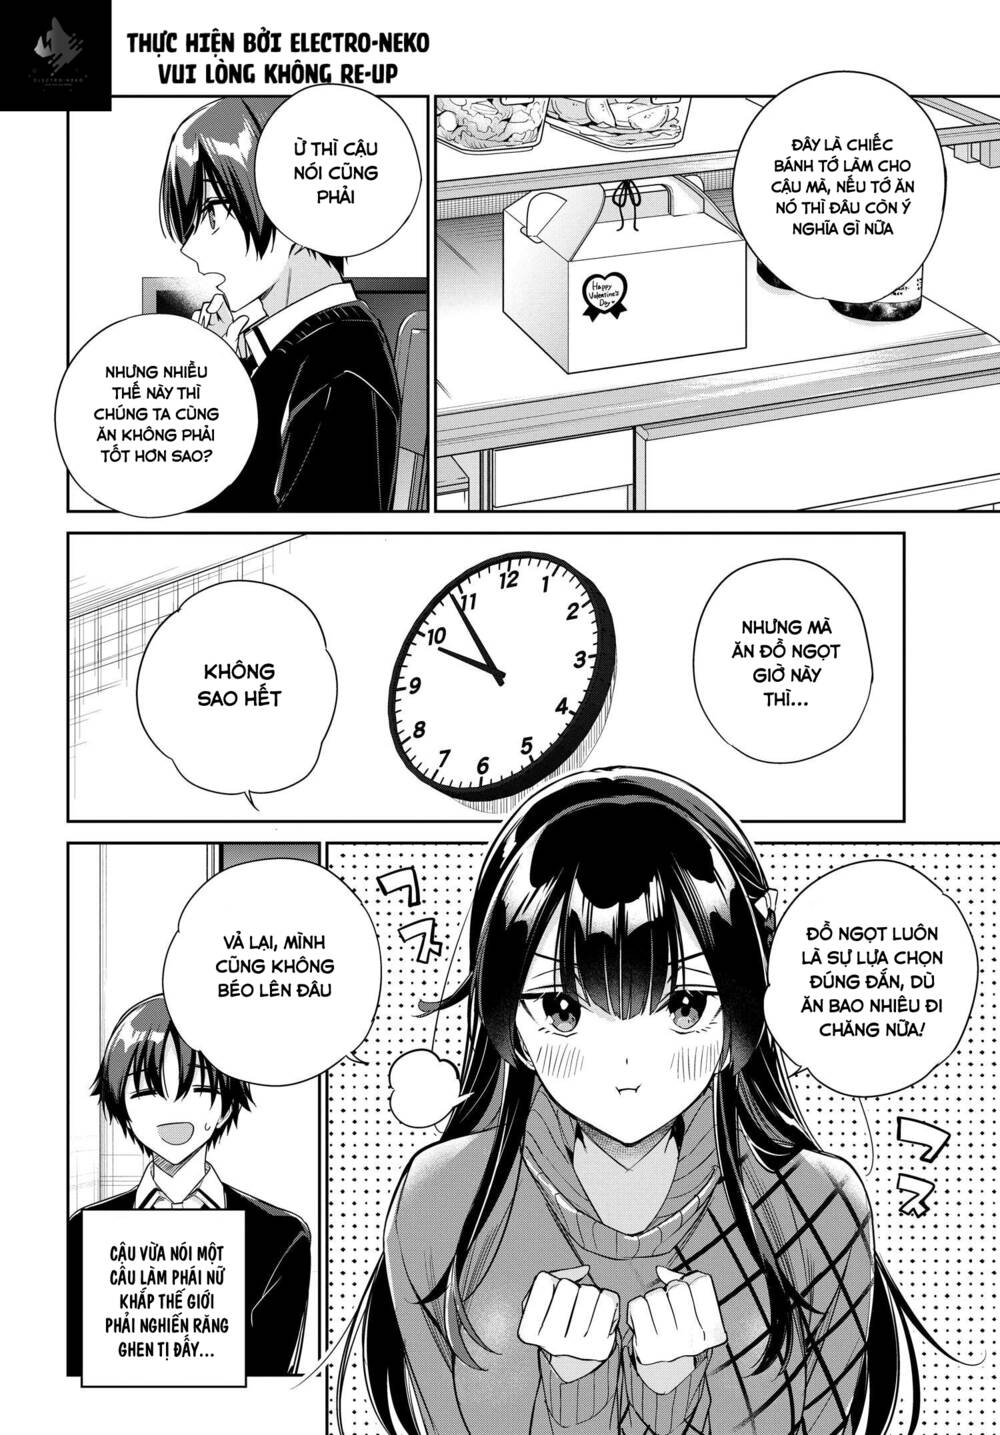 ELECTRO-NEKO
THỰC HIỆN BỞI ELECTRO-NEKO
VUI LÒNG KHÔNG RE-UP
Ừ THÌ CẬU
NÓI CŨNG
PHẢI
NHƯNG NHIỀU
THẾ NÀY THÌ
CHÚNG TA CÙNG
ĂN KHÔNG PHẢI
TỐT HƠN SAO?
ĐÂY LÀ CHIẾC
BÁNH TỚ LÀM CHO
CẬU MÀ, NẾU TỚ ĂN
NÓ THÌ ĐÂU CÒN Ý
NGHĨA GÌ NỮA
Happy
Valentine's
Day
KHÔNG
SAO HẾT
12
1
2
3
4
5
6
7
8
9
10
11
NHƯNG MÀ
ĂN ĐỒ NGỌT
GIỜ NÀY
THÌ...
VẢ LẠI, MÌNH
CŨNG KHÔNG
BÉO LÊN ĐÂU
CẬU VỪA NÓI MỘT
CÂU LÀM PHÁI NỮ
KHẮP THẾ GIỚI
PHẢI NGHIẾN RĂNG
GHEN TỊ ĐẤY...
フス
ĐỒ NGỌT LUÔN
LÀ SỰ LỰA CHỌN
ĐÚNG ĐẮN, DÙ
ĂN BAO NHIÊU ĐI
CHĂNG NỮA!
フス